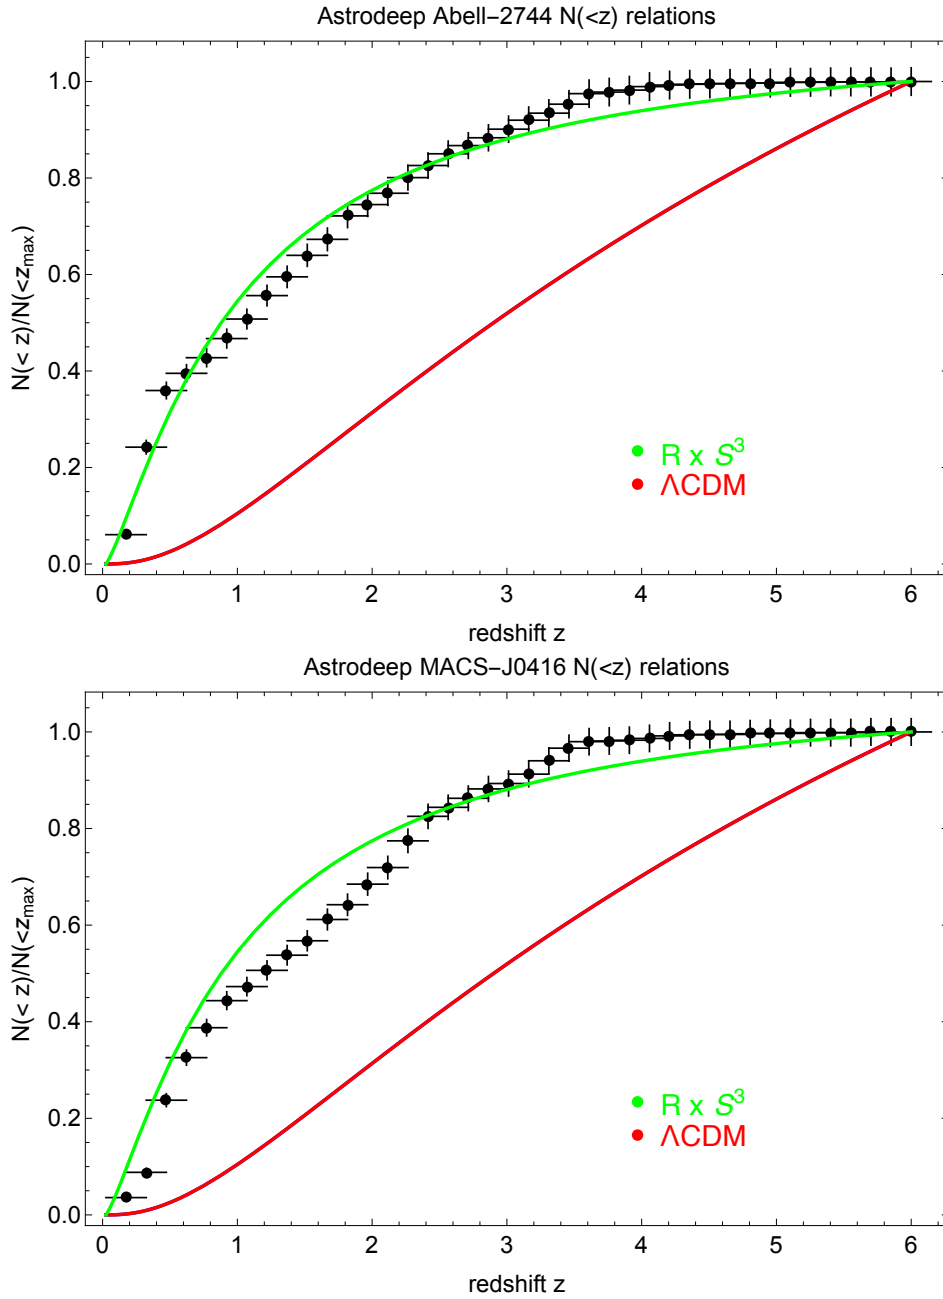 Astrodeep Abell−2744 N(<z) relations
N(< z)/N(<z_max)
1.0
0.8
0.6
0.4
0.2
0.0
R x S^3
ΛCDM
0 1 2 3 4 5 6
redshift z
Astrodeep MACS−J0416 N(<z) relations
N(< z)/N(<z_max)
1.0
0.8
0.6
0.4
0.2
0.0
R x S^3
ΛCDM
0 1 2 3 4 5 6
redshift z